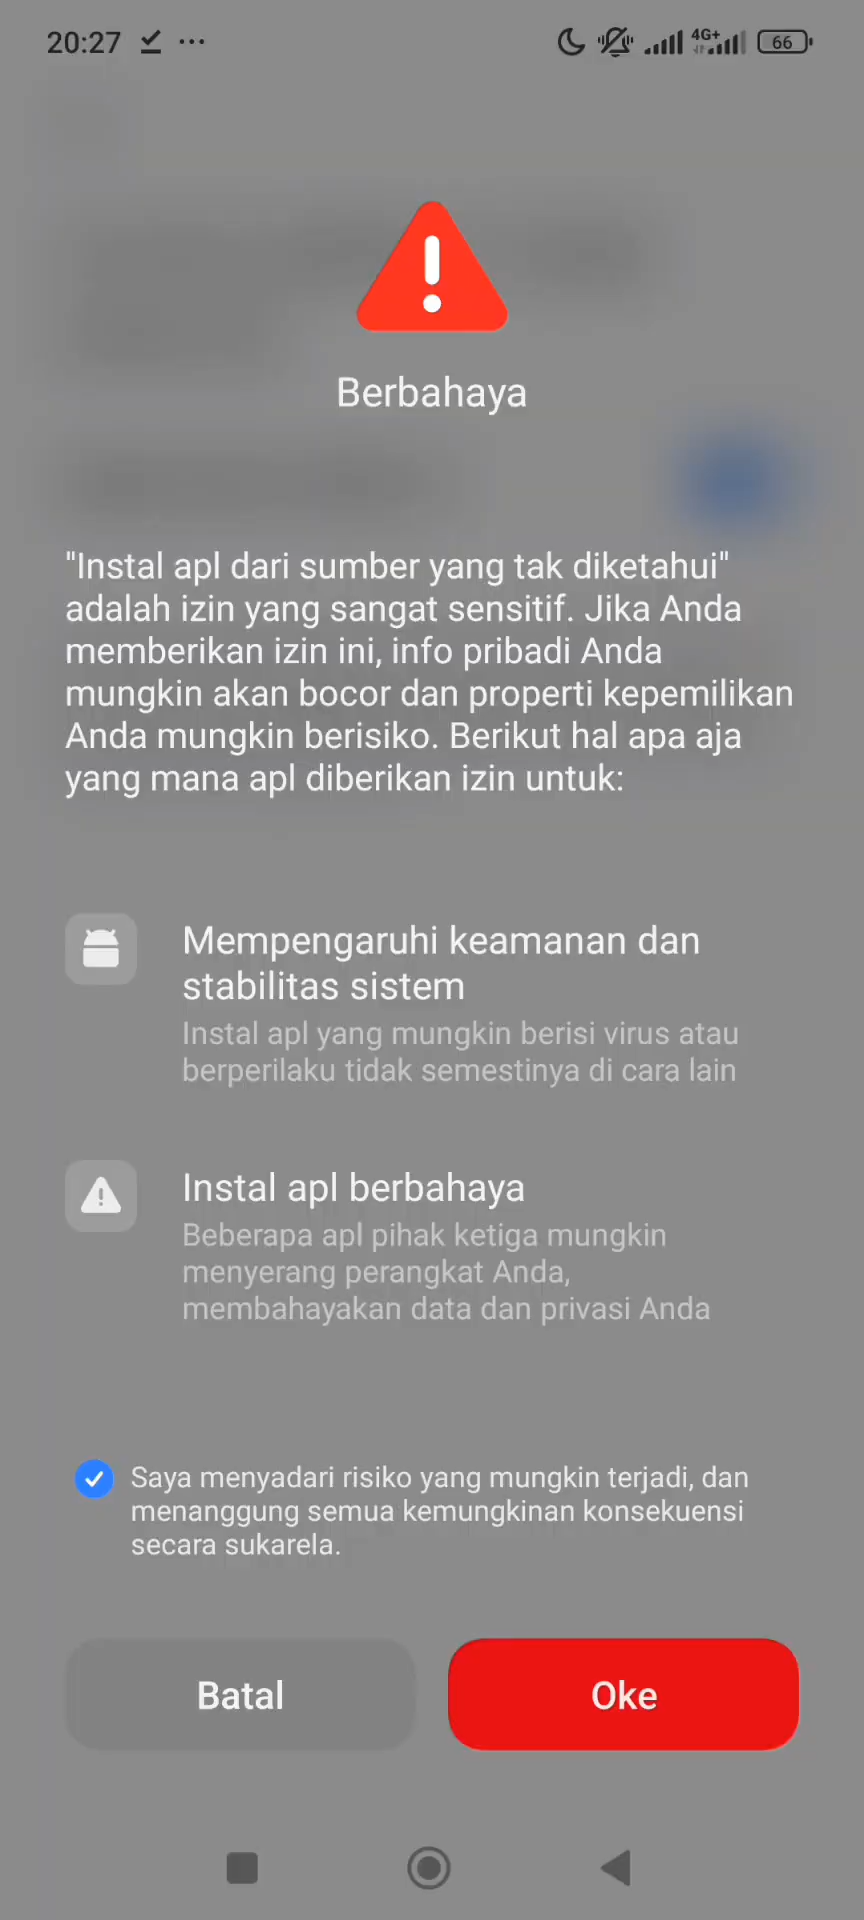 20:27
4G+
66
Berbahaya
"Instal apl dari sumber yang tak diketahui"
adalah izin yang sangat sensitif. Jika Anda
memberikan izin ini, info pribadi Anda
mungkin akan bocor dan properti kepemilikan
Anda mungkin berisiko. Berikut hal apa aja
yang mana apl diberikan izin untuk:
Mempengaruhi keamanan dan
stabilitas sistem
Instal apl yang mungkin berisi virus atau
berperilaku tidak semestinya di cara lain
Instal apl berbahaya
Beberapa apl pihak ketiga mungkin
menyerang perangkat Anda,
membahayakan data dan privasi Anda
Saya menyadari risiko yang mungkin terjadi, dan
menanggung semua kemungkinan konsekuensi
secara sukarela.
Batal
Oke